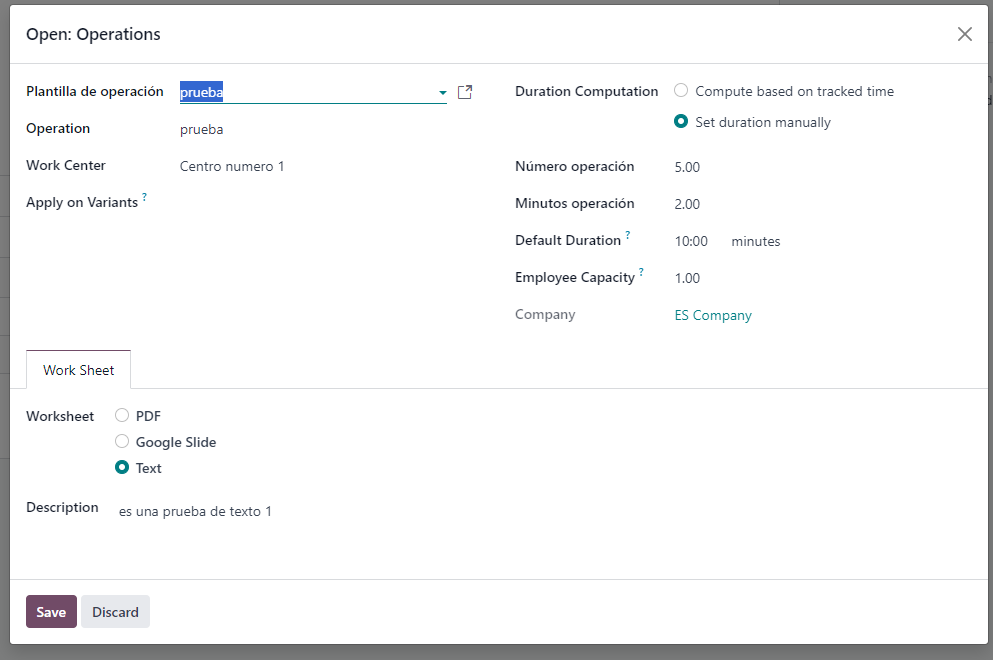 Open: Operations
Plantilla de operación prueba
Operation prueba
Work Center Centro numero 1
Apply on Variants ?
Duration Computation Compute based on tracked time
Set duration manually
Número operación 5.00
Minutos operación 2.00
Default Duration ? 10:00 minutes
Employee Capacity ? 1.00
Company ES Company
Work Sheet
Worksheet PDF
Google Slide
Text
Description es una prueba de texto 1
Save Discard